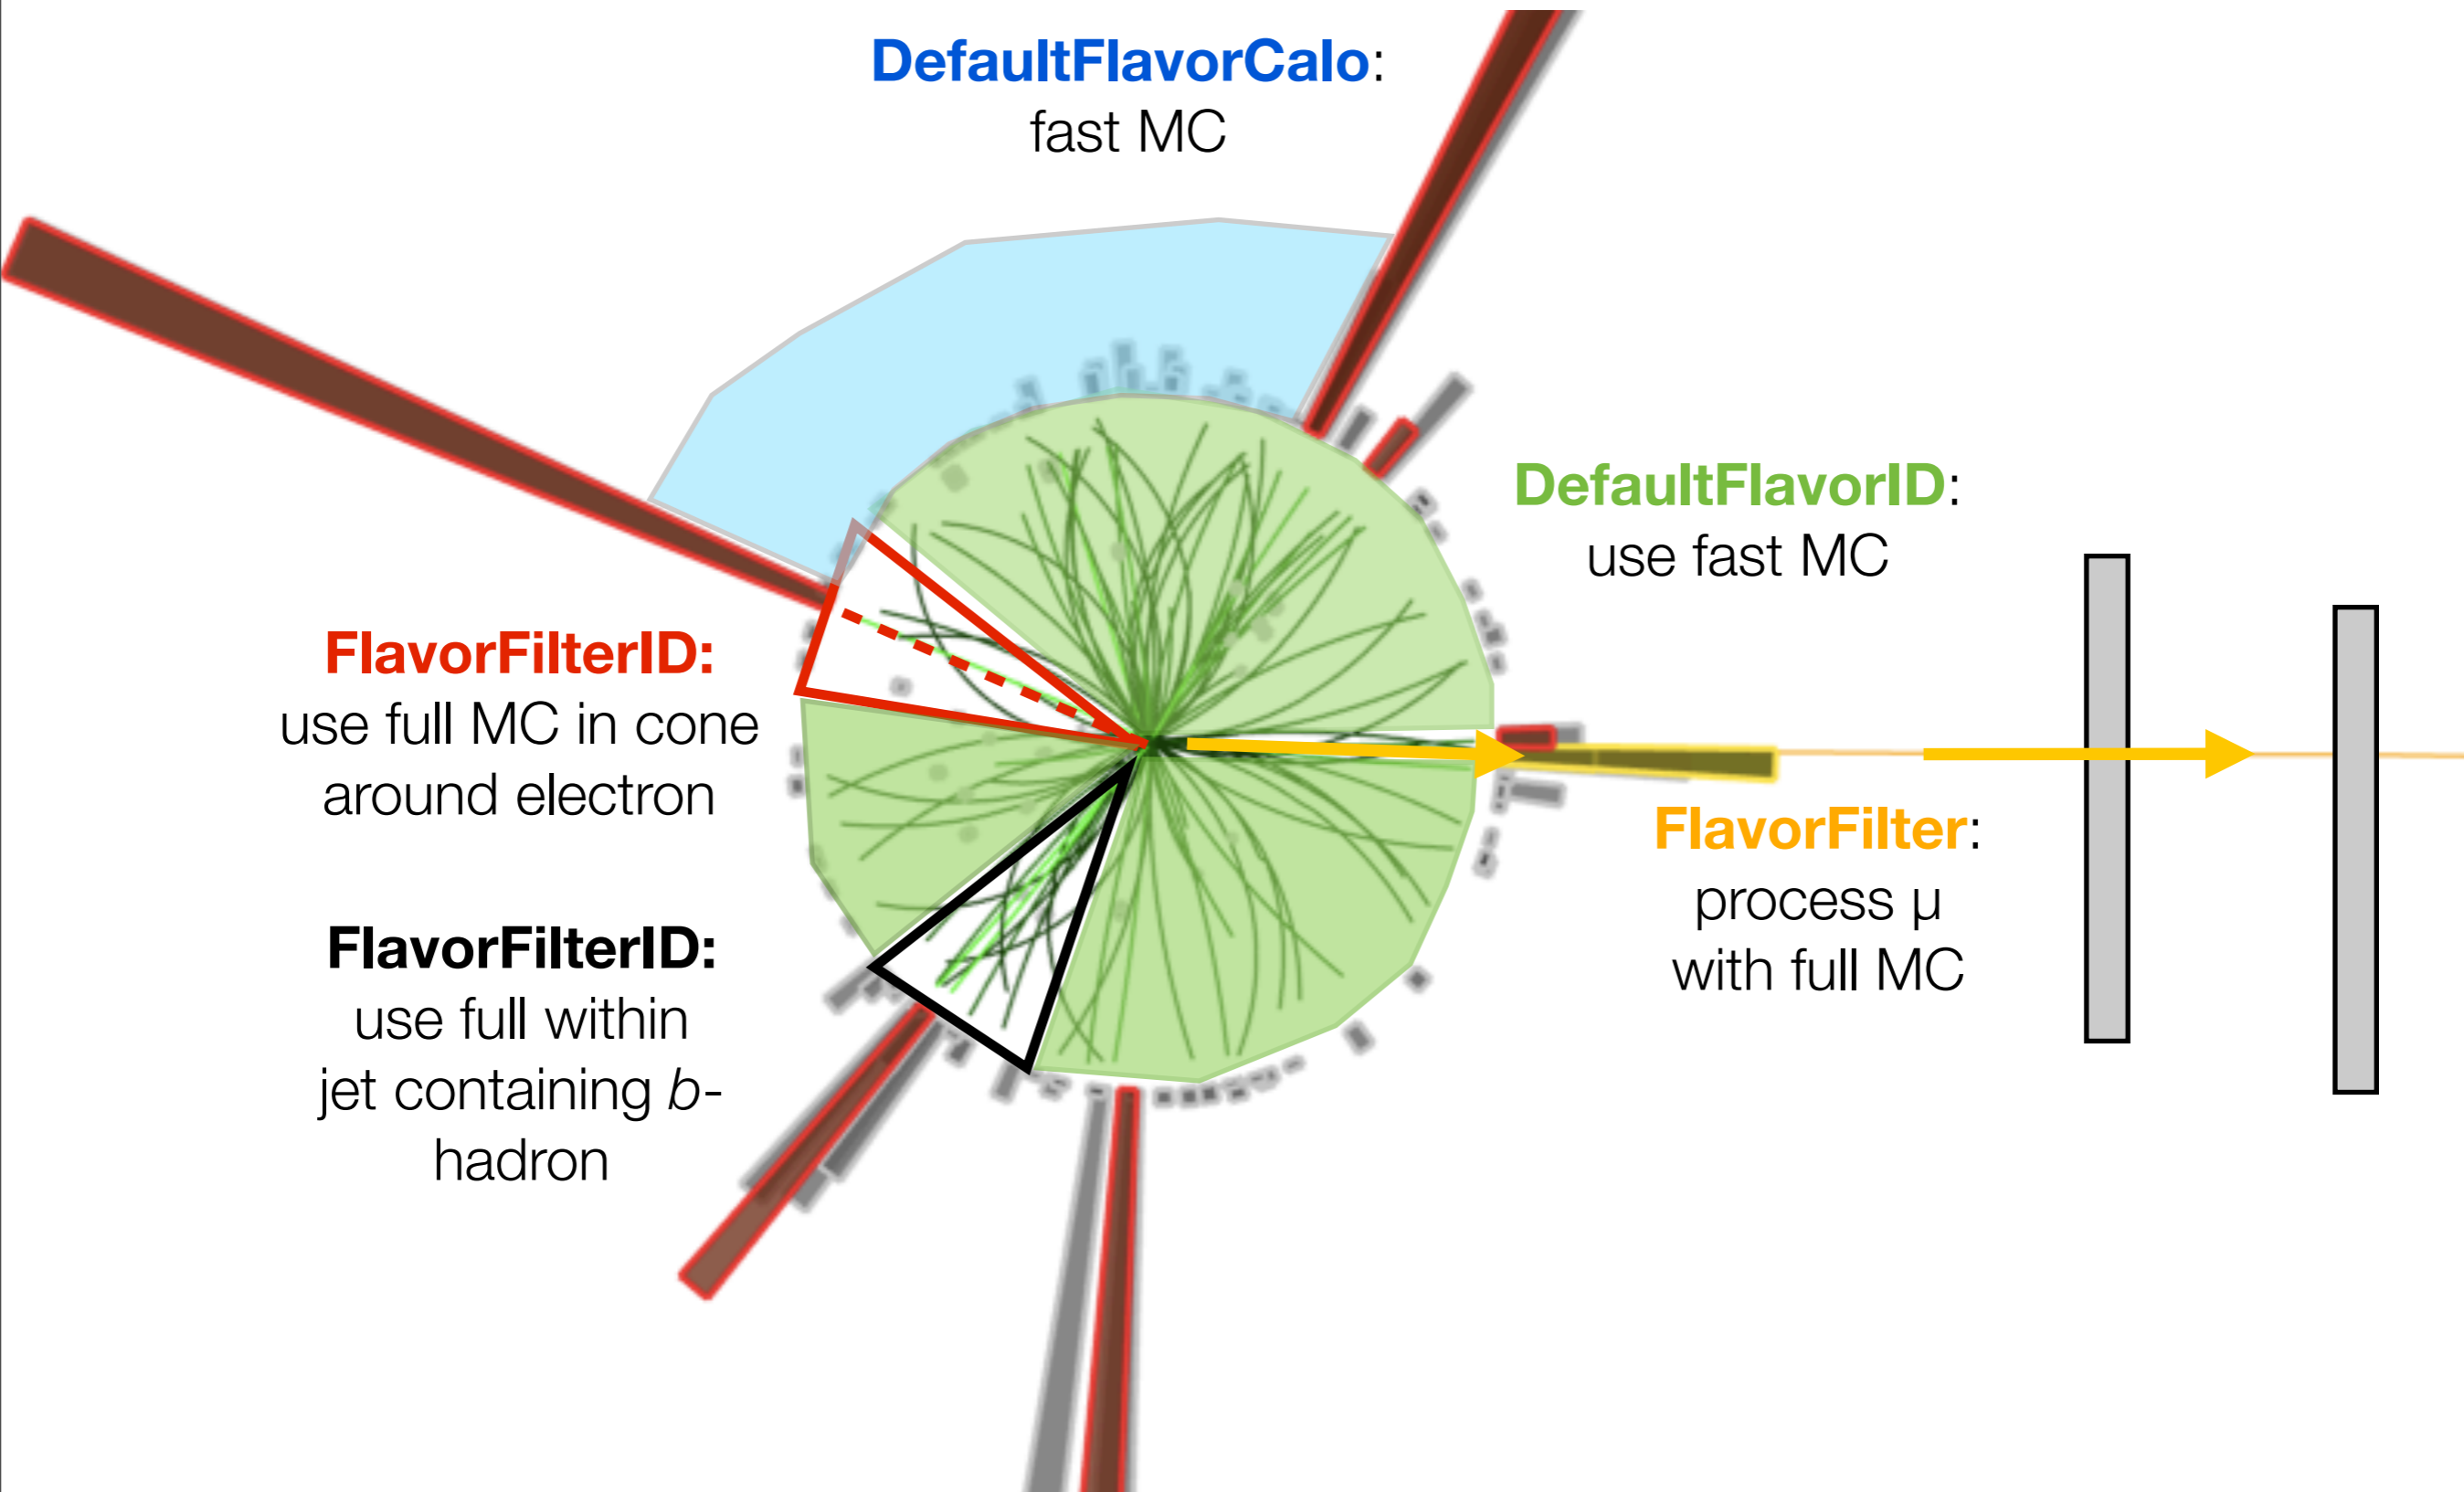 DefaultFlavorCalo:
fast MC
DefaultFlavorID:
use fast MC
FlavorFilterID:
use full MC in cone
around electron
FlavorFilter:
process μ
with full MC
FlavorFilterID:
use full within
jet containing b-
hadron